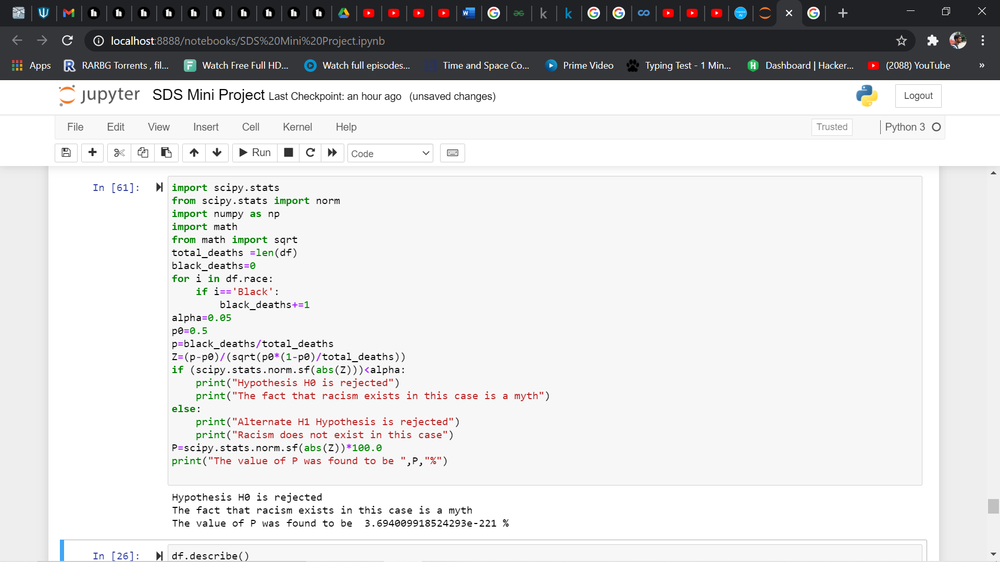 localhost:8888/notebooks/SDS%20Mini%20Project.ipynb
Apps RARBG Torrents , fil... Watch Free Full HD... Watch full episodes... Time and Space Co... Prime Video Typing Test - 1 Min... Dashboard | Hacker... (2088) YouTube »
jupyter SDS Mini Project Last Checkpoint: an hour ago (unsaved changes) Logout
File Edit View Insert Cell Kernel Help Trusted Python 3
Run Code
In [61]:
import scipy.stats
from scipy.stats import norm
import numpy as np
import math
from math import sqrt
total_deaths =len(df)
black_deaths=0
for i in df.race:
    if i=='Black':
        black_deaths+=1
alpha=0.05
p0=0.5
p=black_deaths/total_deaths
Z=(p-p0)/(sqrt(p0*(1-p0)/total_deaths))
if (scipy.stats.norm.sf(abs(Z)))<alpha:
    print("Hypothesis H0 is rejected")
    print("The fact that racism exists in this case is a myth")
else:
    print("Alternate H1 Hypothesis is rejected")
    print("Racism does not exist in this case")
P=scipy.stats.norm.sf(abs(Z))*100.0
print("The value of P was found to be ",P,"%")
Hypothesis H0 is rejected
The fact that racism exists in this case is a myth
The value of P was found to be  3.694009918524293e-221 %
In [26]: df.describe()